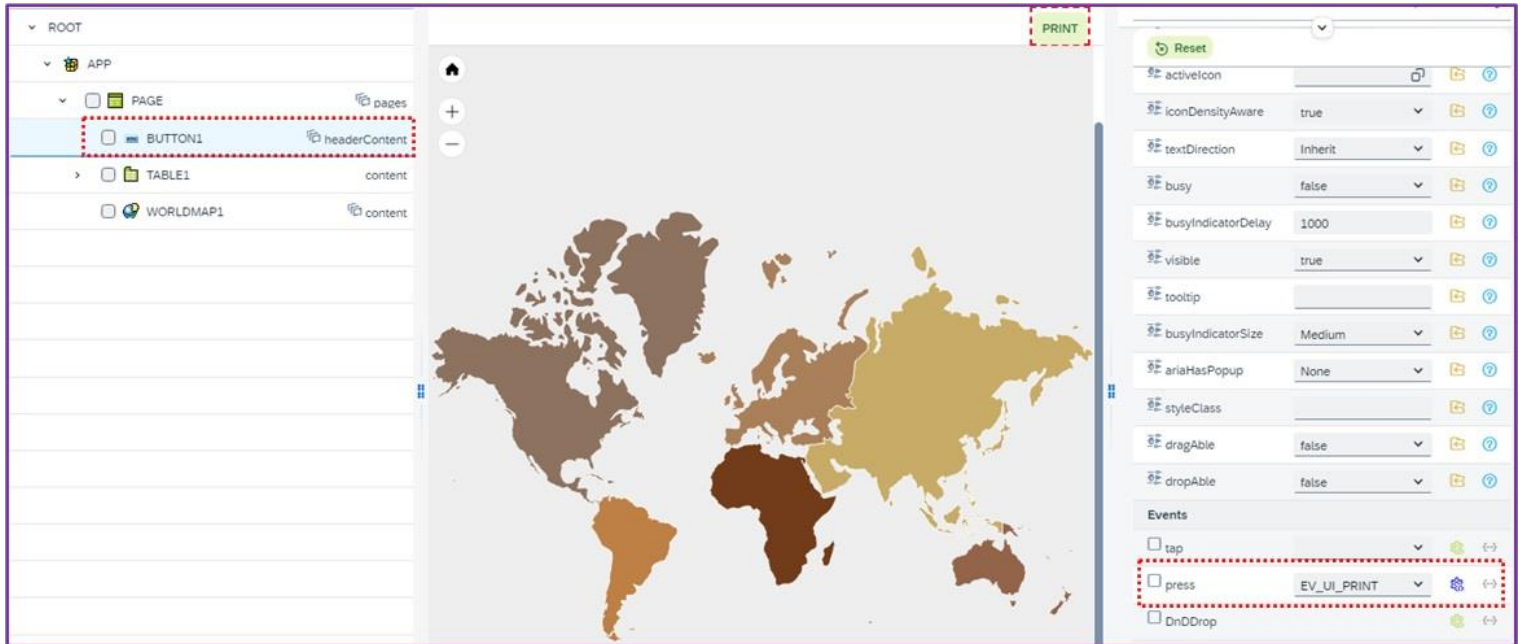 ROOT
APP
PAGE pages
BUTTON1 headerContent
TABLE1 content
WORLDMAP1 content
PRINT
Reset
activeIcon
iconDensityAware true
textDirection Inherit
busy false
busyIndicatorDelay 1000
visible true
tooltip
busyIndicatorSize Medium
ariaHasPopup None
styleClass
dragAble false
dropAble false
Events
tap
press EV_UI_PRINT
DnDDrop